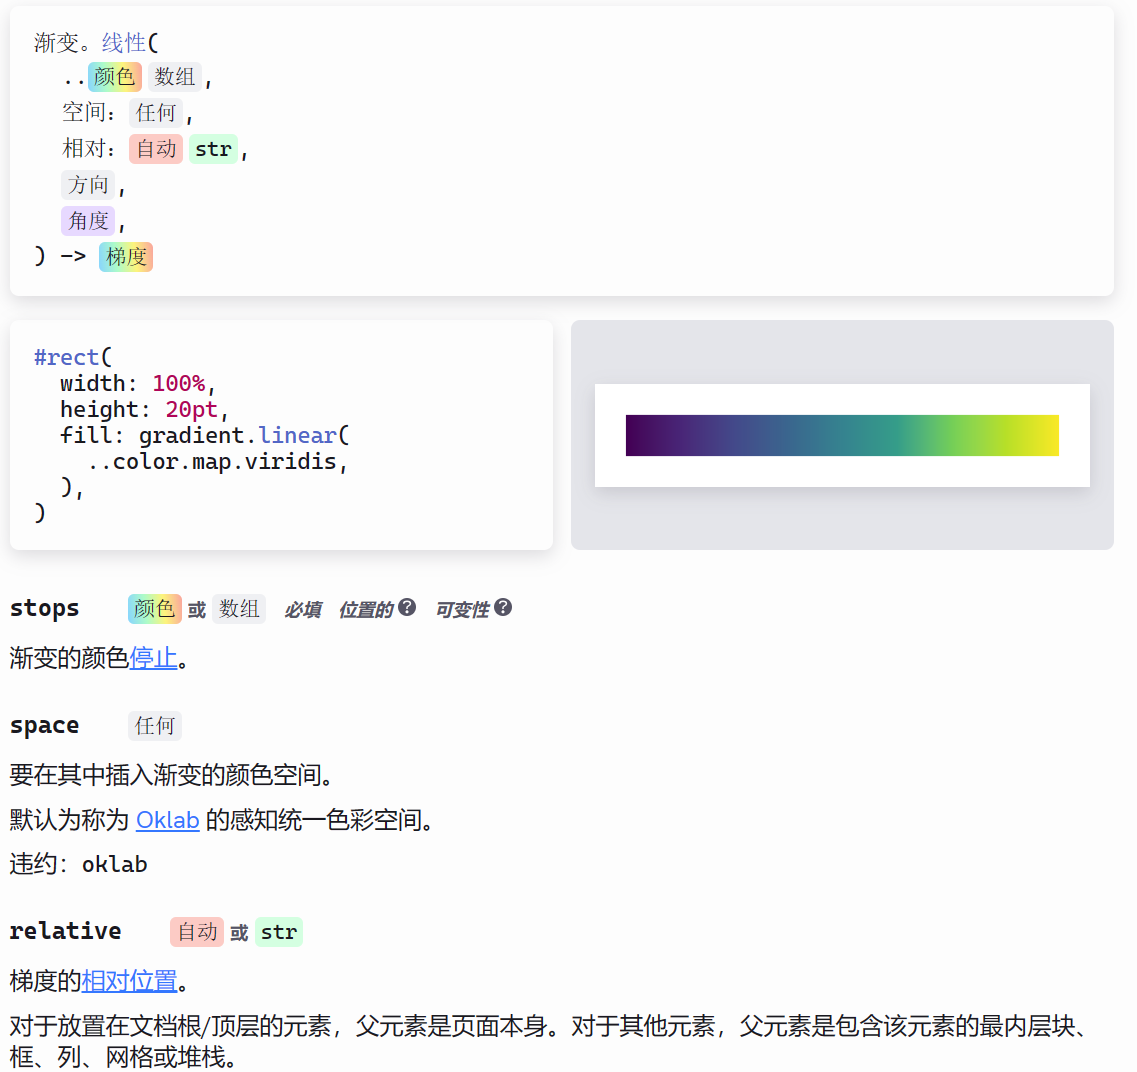 渐变。线性(
..颜色 数组,
空间：任何,
相对：自动 str,
方向,
角度,
) -> 梯度
#rect(
width: 100%,
height: 20pt,
fill: gradient.linear(
..color.map.viridis,
),
)
stops 颜色 或 数组 必填 位置的 ? 可变性 ?
渐变的颜色停止。
space 任何
要在其中插入渐变的颜色空间。
默认为称为 Oklab 的感知统一色彩空间。
违约：oklab
relative 自动 或 str
梯度的相对位置。
对于放置在文档根/顶层的元素，父元素是页面本身。对于其他元素，父元素是包含该元素的最内层块、
框、列、网格或堆栈。